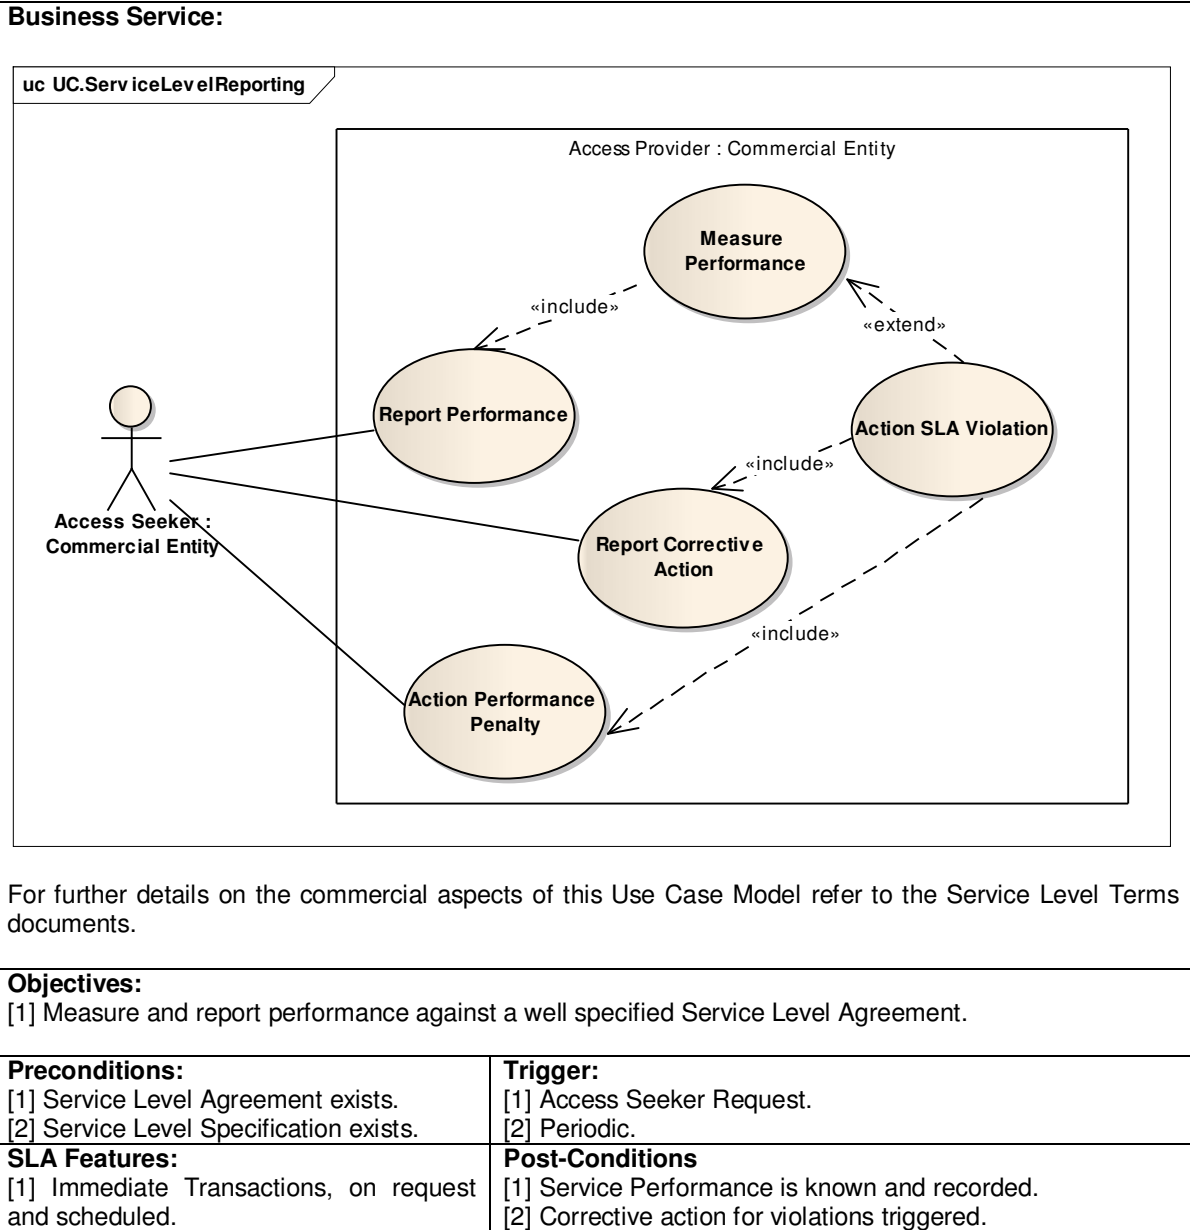 Business Service:
uc UC.ServiceLevelReporting
Access Provider : Commercial Entity
Measure
Performance
«include»
«extend»
Report Performance
Action SLA Violation
«include»
Access Seeker :
Commercial Entity
Report Corrective
Action
«include»
Action Performance
Penalty
For further details on the commercial aspects of this Use Case Model refer to the Service Level Terms
documents.
Objectives:
[1] Measure and report performance against a well specified Service Level Agreement.
Preconditions:
[1] Service Level Agreement exists.
[2] Service Level Specification exists.
Trigger:
[1] Access Seeker Request.
[2] Periodic.
SLA Features:
[1] Immediate Transactions, on request
and scheduled.
Post-Conditions
[1] Service Performance is known and recorded.
[2] Corrective action for violations triggered.